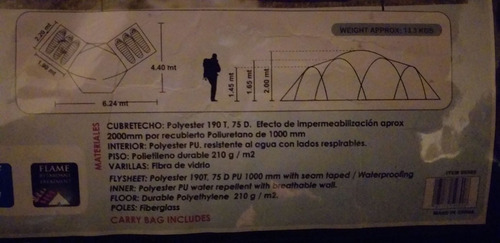 WEIGHT APPROX:
2.20 mt
1.80 mt
4.40 mt
6.24 mt
1.45 mt
1.65 mt
2.00 mt
MATERIALES
CUBRETECHO: Polyester 190 T, 75 D. Efecto de impermeabilización aprox
2000mm por recubierto Poliuretano de 1000 mm
INTERIOR: Polyester PU. resistente al agua con lados respirables.
PISO: Polietileno durable 210 g / m2
VARILLAS: Fibra de vidrio
FLYSHEET: Polyester 190T, 75 D PU 1000 mm with seam taped / Waterproofing
INNER: Polyester PU water repellent with breathable wall.
FLOOR: Durable Polyethylene 210 g / m2.
POLES: Fiberglass
CARRY BAG INCLUDES
FLAME
MADE IN CHINA